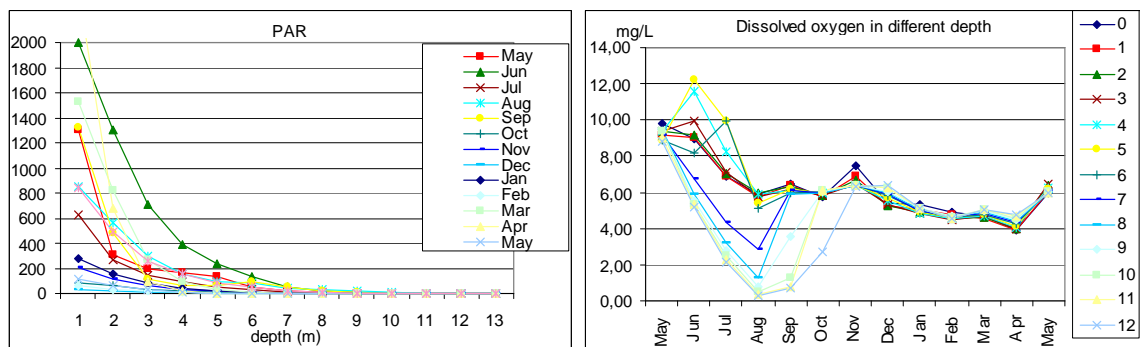 PAR
2000
1800
1600
1400
1200
1000
800
600
400
200
0
1 2 3 4 5 6 7 8 9 10 11 12 13
depth (m)
May
Jun
Jul
Aug
Sep
Oct
Nov
Dec
Jan
Feb
Mar
Apr
May
Dissolved oxygen in different depth
mg/L
14,00
12,00
10,00
8,00
6,00
4,00
2,00
0,00
May Jun Jul Aug Sep Oct Nov Dec Jan Feb Mar Apr May
0
1
2
3
4
5
6
7
8
9
10
11
12